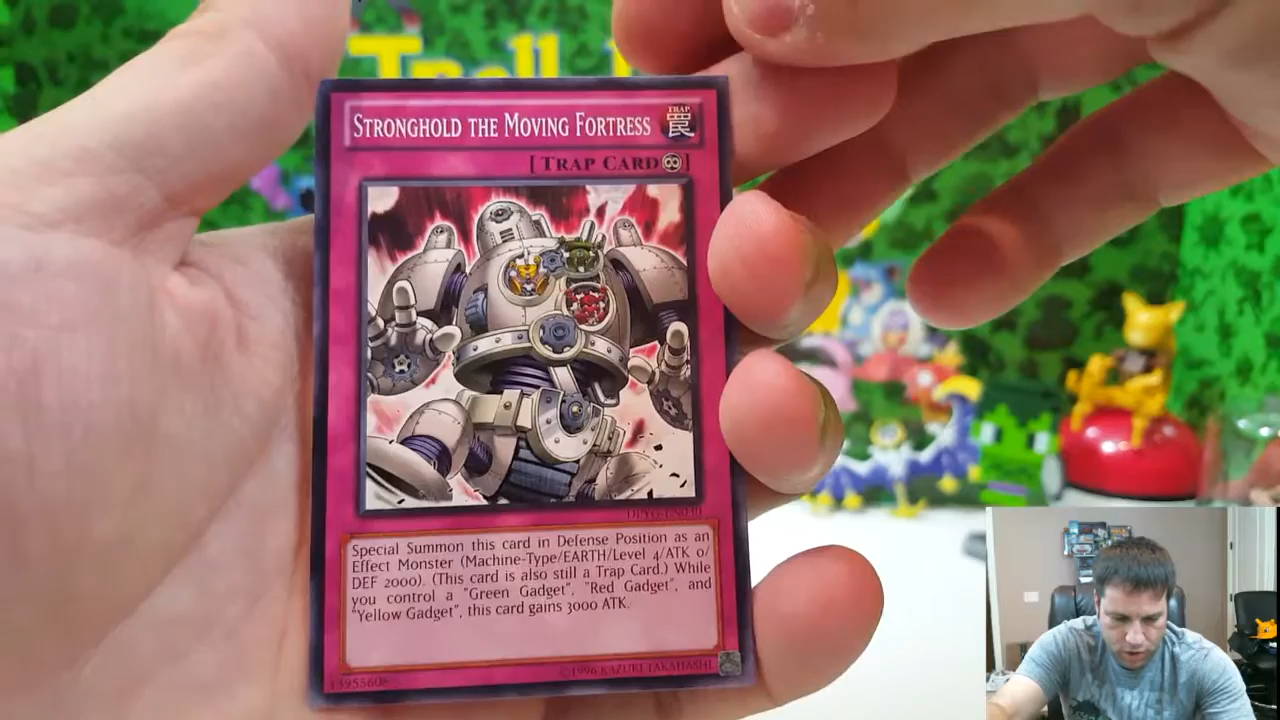 STRONGHOLD THE MOVING FORTRESS
TRAP
罠
[TRAP CARD]
Special Summon this card in Defense Position as an
Effect Monster (Machine-Type/EARTH/Level 4/ATK 0/
DEF 2000). (This card is also still a Trap Card.) While
you control a "Green Gadget", "Red Gadget", and
"Yellow Gadget", this card gains 3000 ATK.
©1996 KAZUKI TAKAHASHI